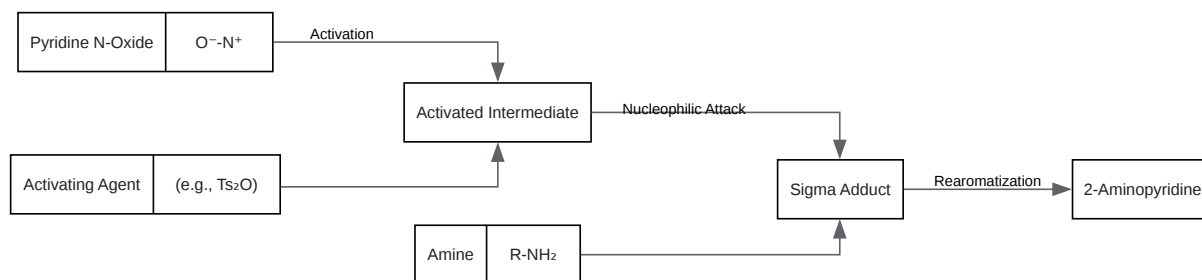 Pyridine N-Oxide
O⁻-N⁺
Activation
Activated Intermediate
Nucleophilic Attack
Activating Agent
(e.g., Ts₂O)
Sigma Adduct
Rearomatization
2-Aminopyridine
Amine
R-NH₂